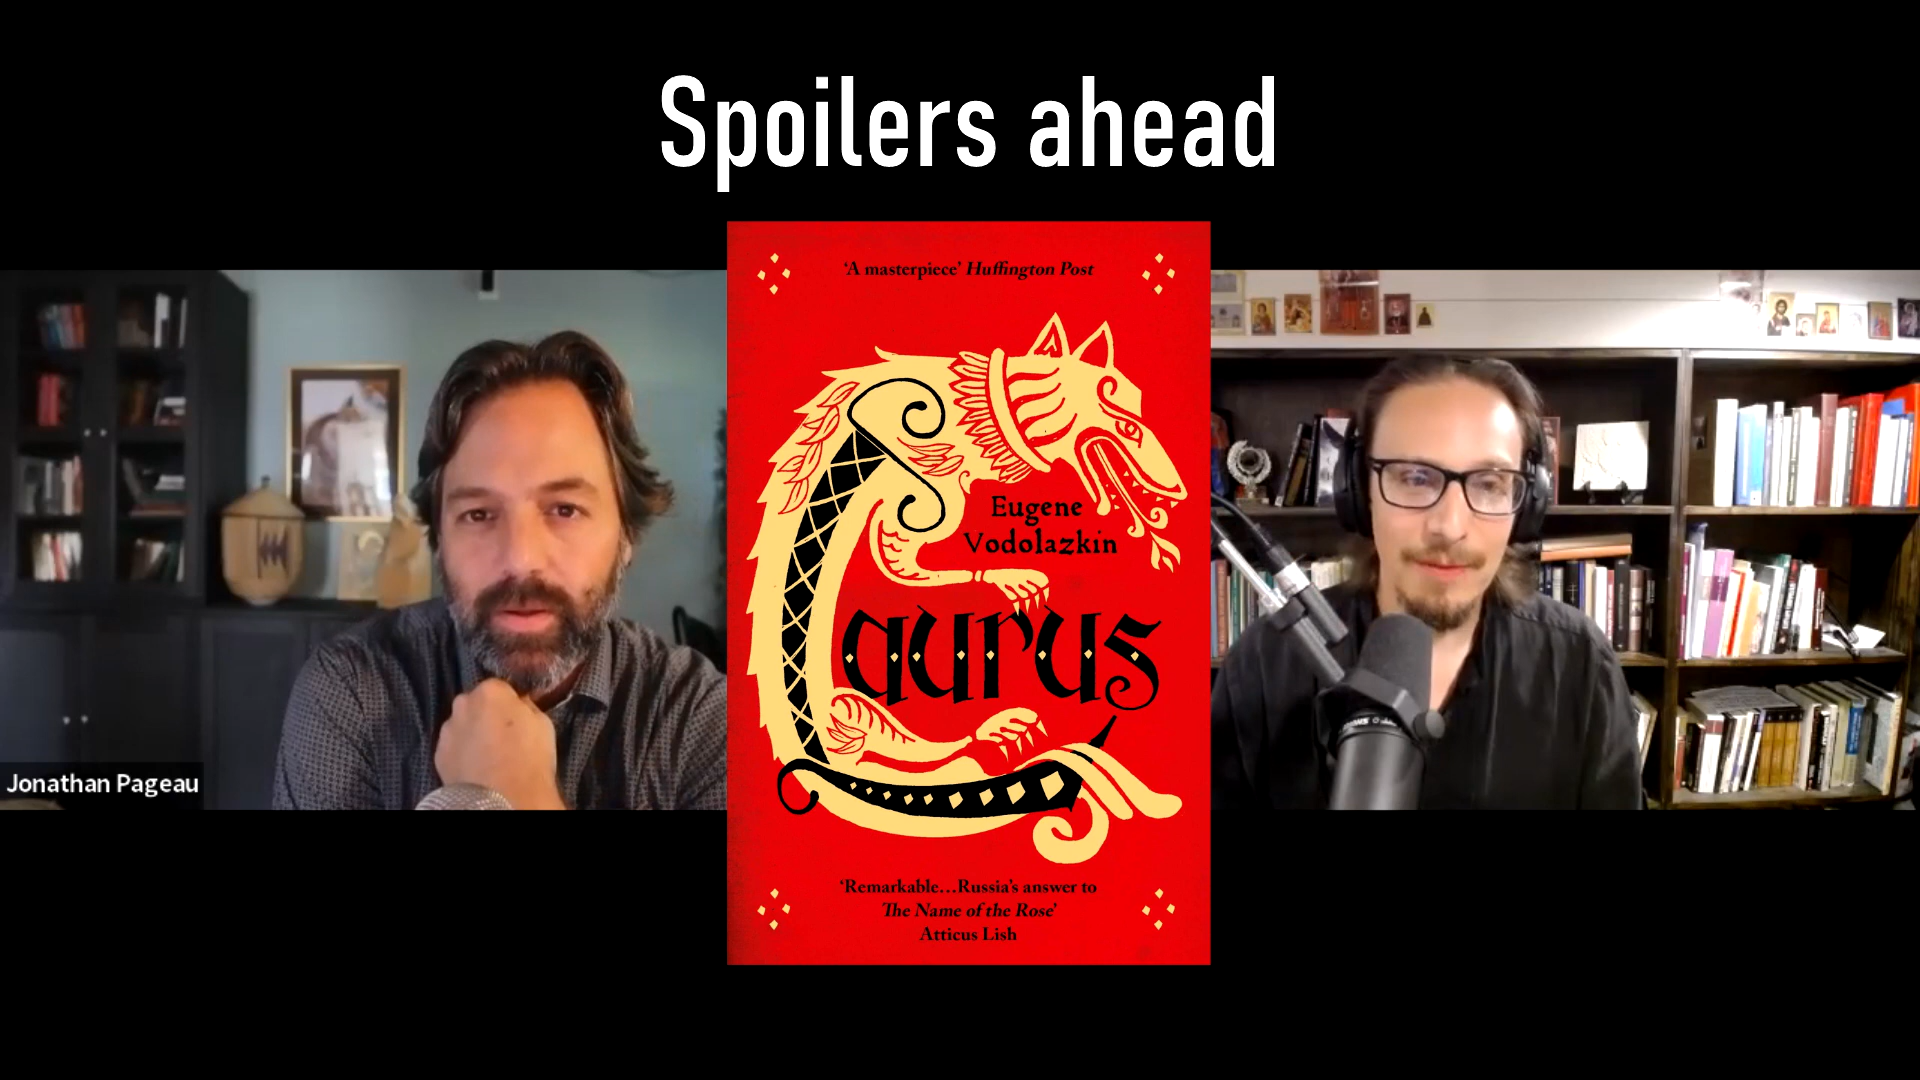 Spoilers ahead
‘A masterpiece’ Huffington Post
Eugene
Vodolazkin
Laurus
‘Remarkable...Russia’s answer to
The Name of the Rose’
Atticus Lish
Jonathan Pageau